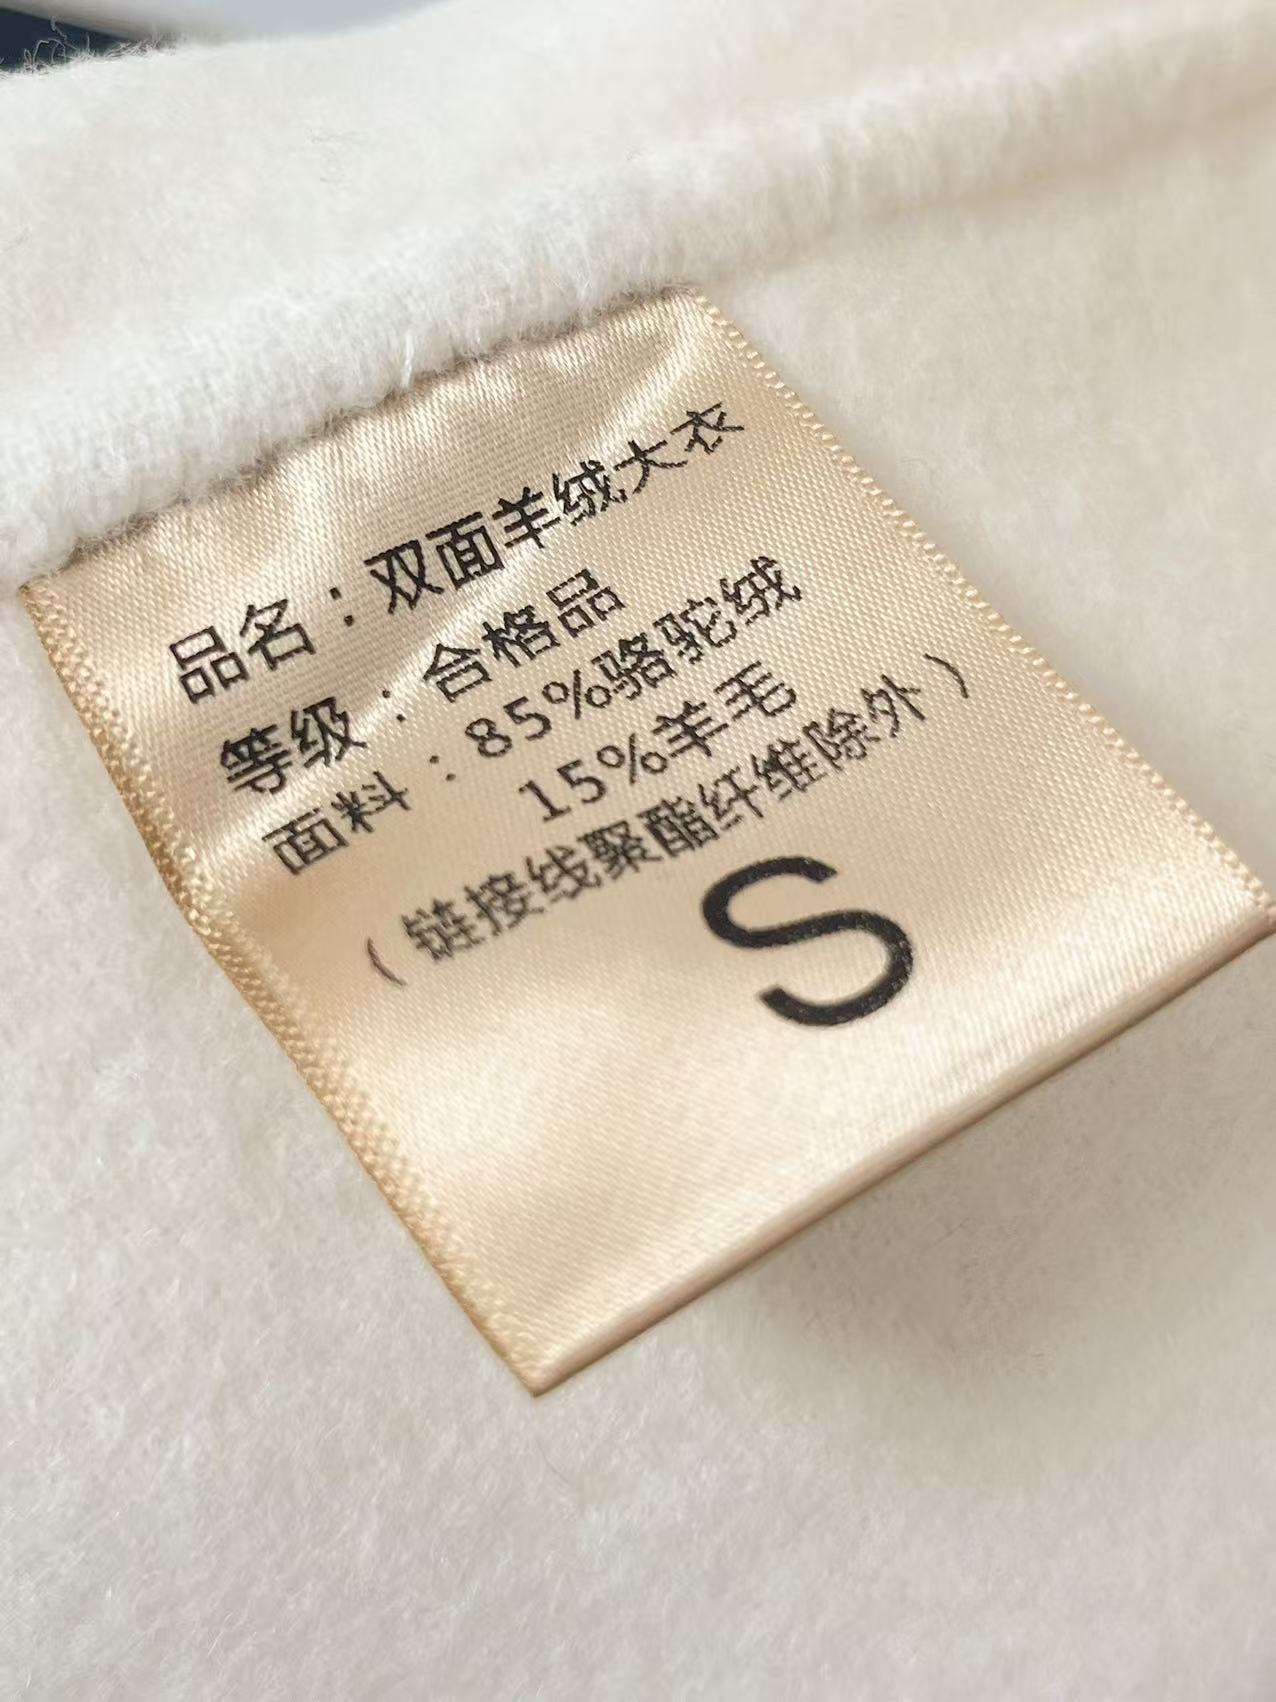 品名：双面羊绒大衣
等级：合格品
面料：85%骆驼绒
15%羊毛
（链接线聚酯纤维除外）
S